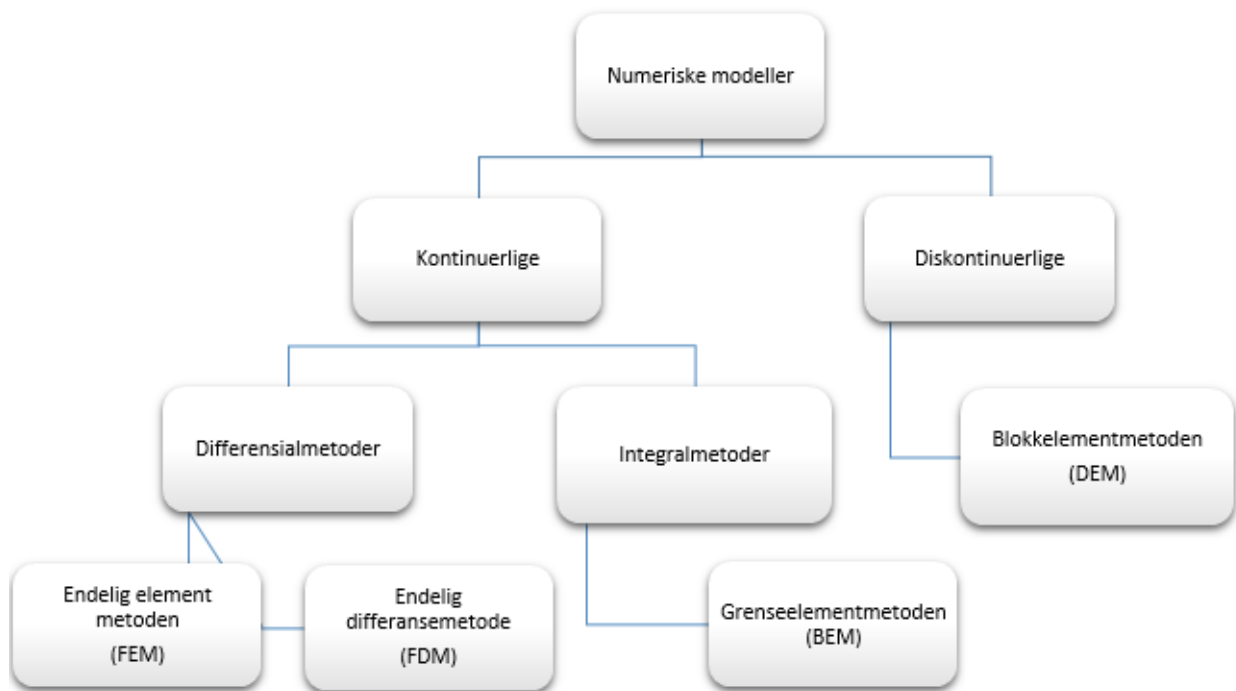 Numeriske modeller
Kontinuerlige
Diskontinuerlige
Differensialmetoder
Integralmetoder
Blokkelementmetoden
(DEM)
Endelig element
metoden
(FEM)
Endelig
differansemetode
(FDM)
Grenseelementmetoden
(BEM)